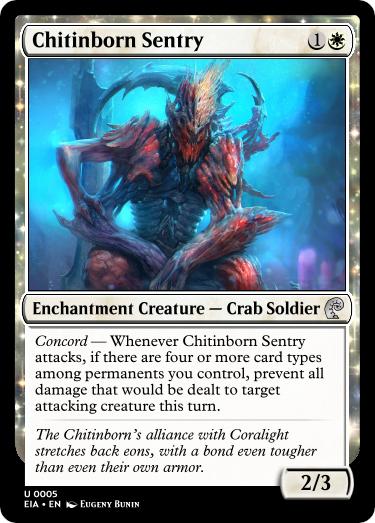 Chitinborn Sentry 1
Enchantment Creature — Crab Soldier
Concord — Whenever Chitinborn Sentry
attacks, if there are four or more card types
among permanents you control, prevent all
damage that would be dealt to target
attacking creature this turn.
The Chitinborn's alliance with Coralight
stretches back eons, with a bond even tougher
than even their own armor.
2/3
U 0005
EIA • EN Eugeny Bunin